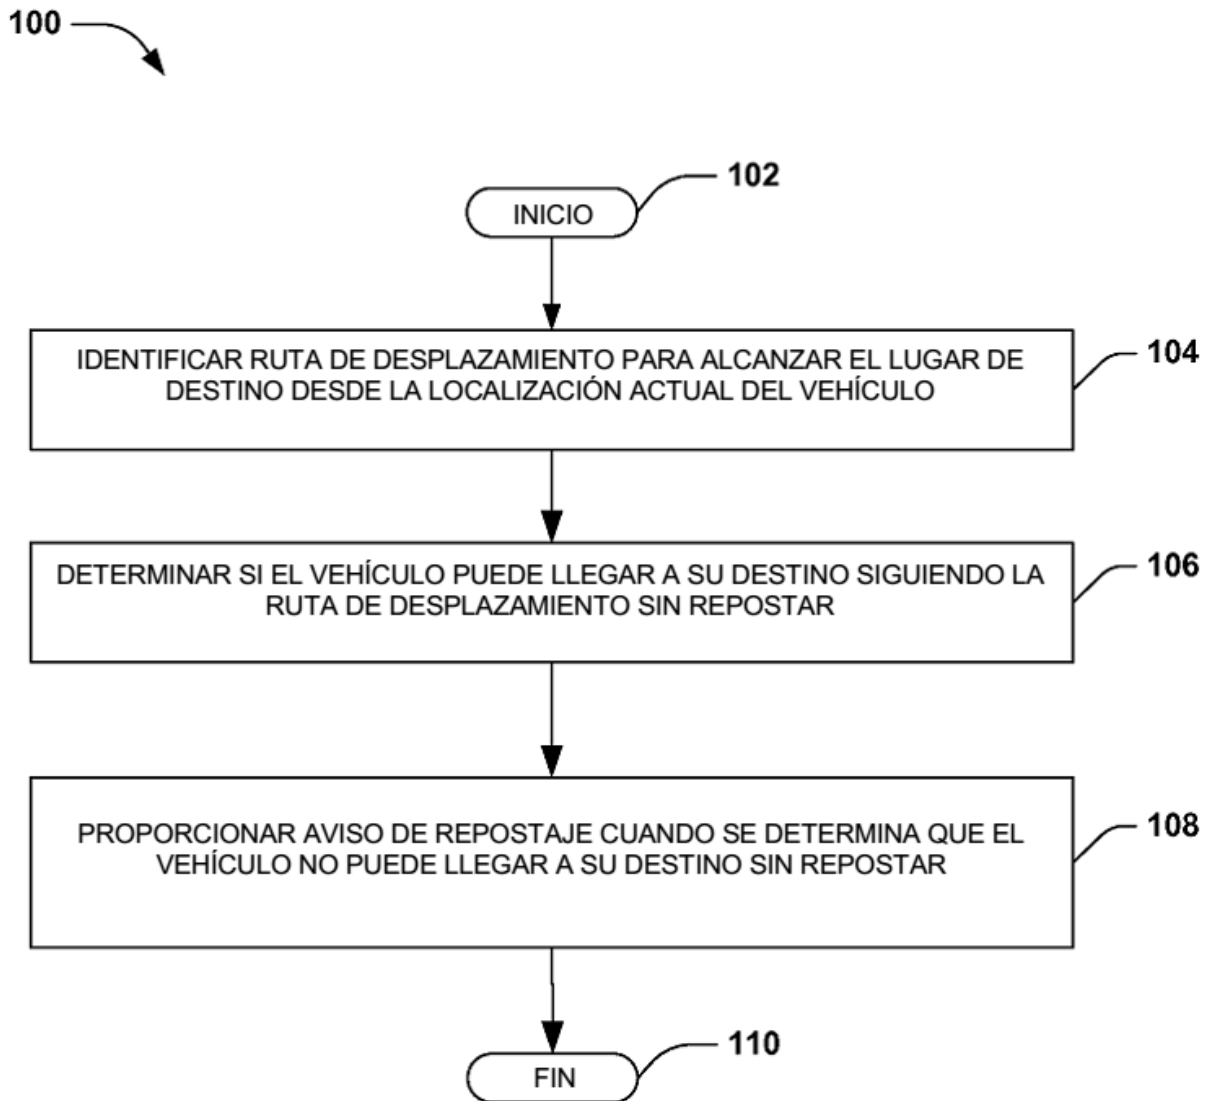 100
102
INICIO
104
IDENTIFICAR RUTA DE DESPLAZAMIENTO PARA ALCANZAR EL LUGAR DE
DESTINO DESDE LA LOCALIZACIÓN ACTUAL DEL VEHÍCULO
106
DETERMINAR SI EL VEHÍCULO PUEDE LLEGAR A SU DESTINO SIGUIENDO LA
RUTA DE DESPLAZAMIENTO SIN REPOSTAR
108
PROPORCIONAR AVISO DE REPOSTAJE CUANDO SE DETERMINA QUE EL
VEHÍCULO NO PUEDE LLEGAR A SU DESTINO SIN REPOSTAR
110
FIN